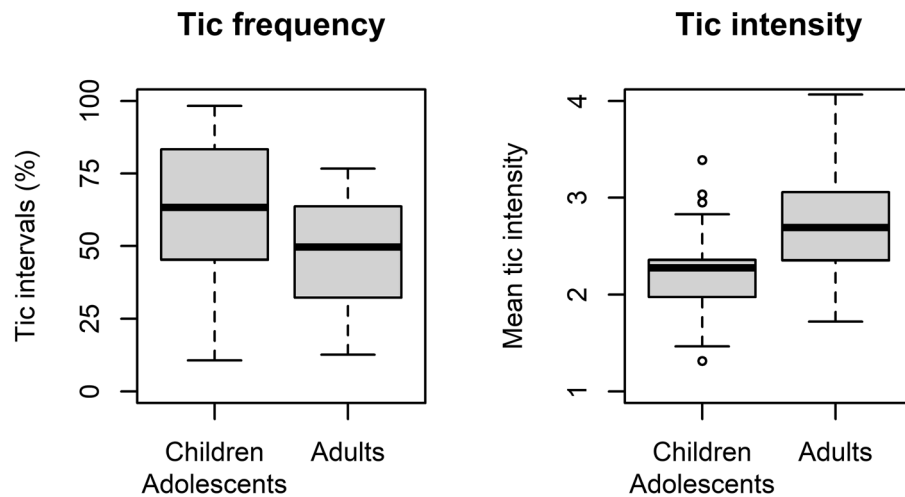 Tic frequency
Tic intervals (%)
100
75
50
25
0
Children
Adolescents
Adults
Tic intensity
Mean tic intensity
4
3
2
1
Children
Adolescents
Adults